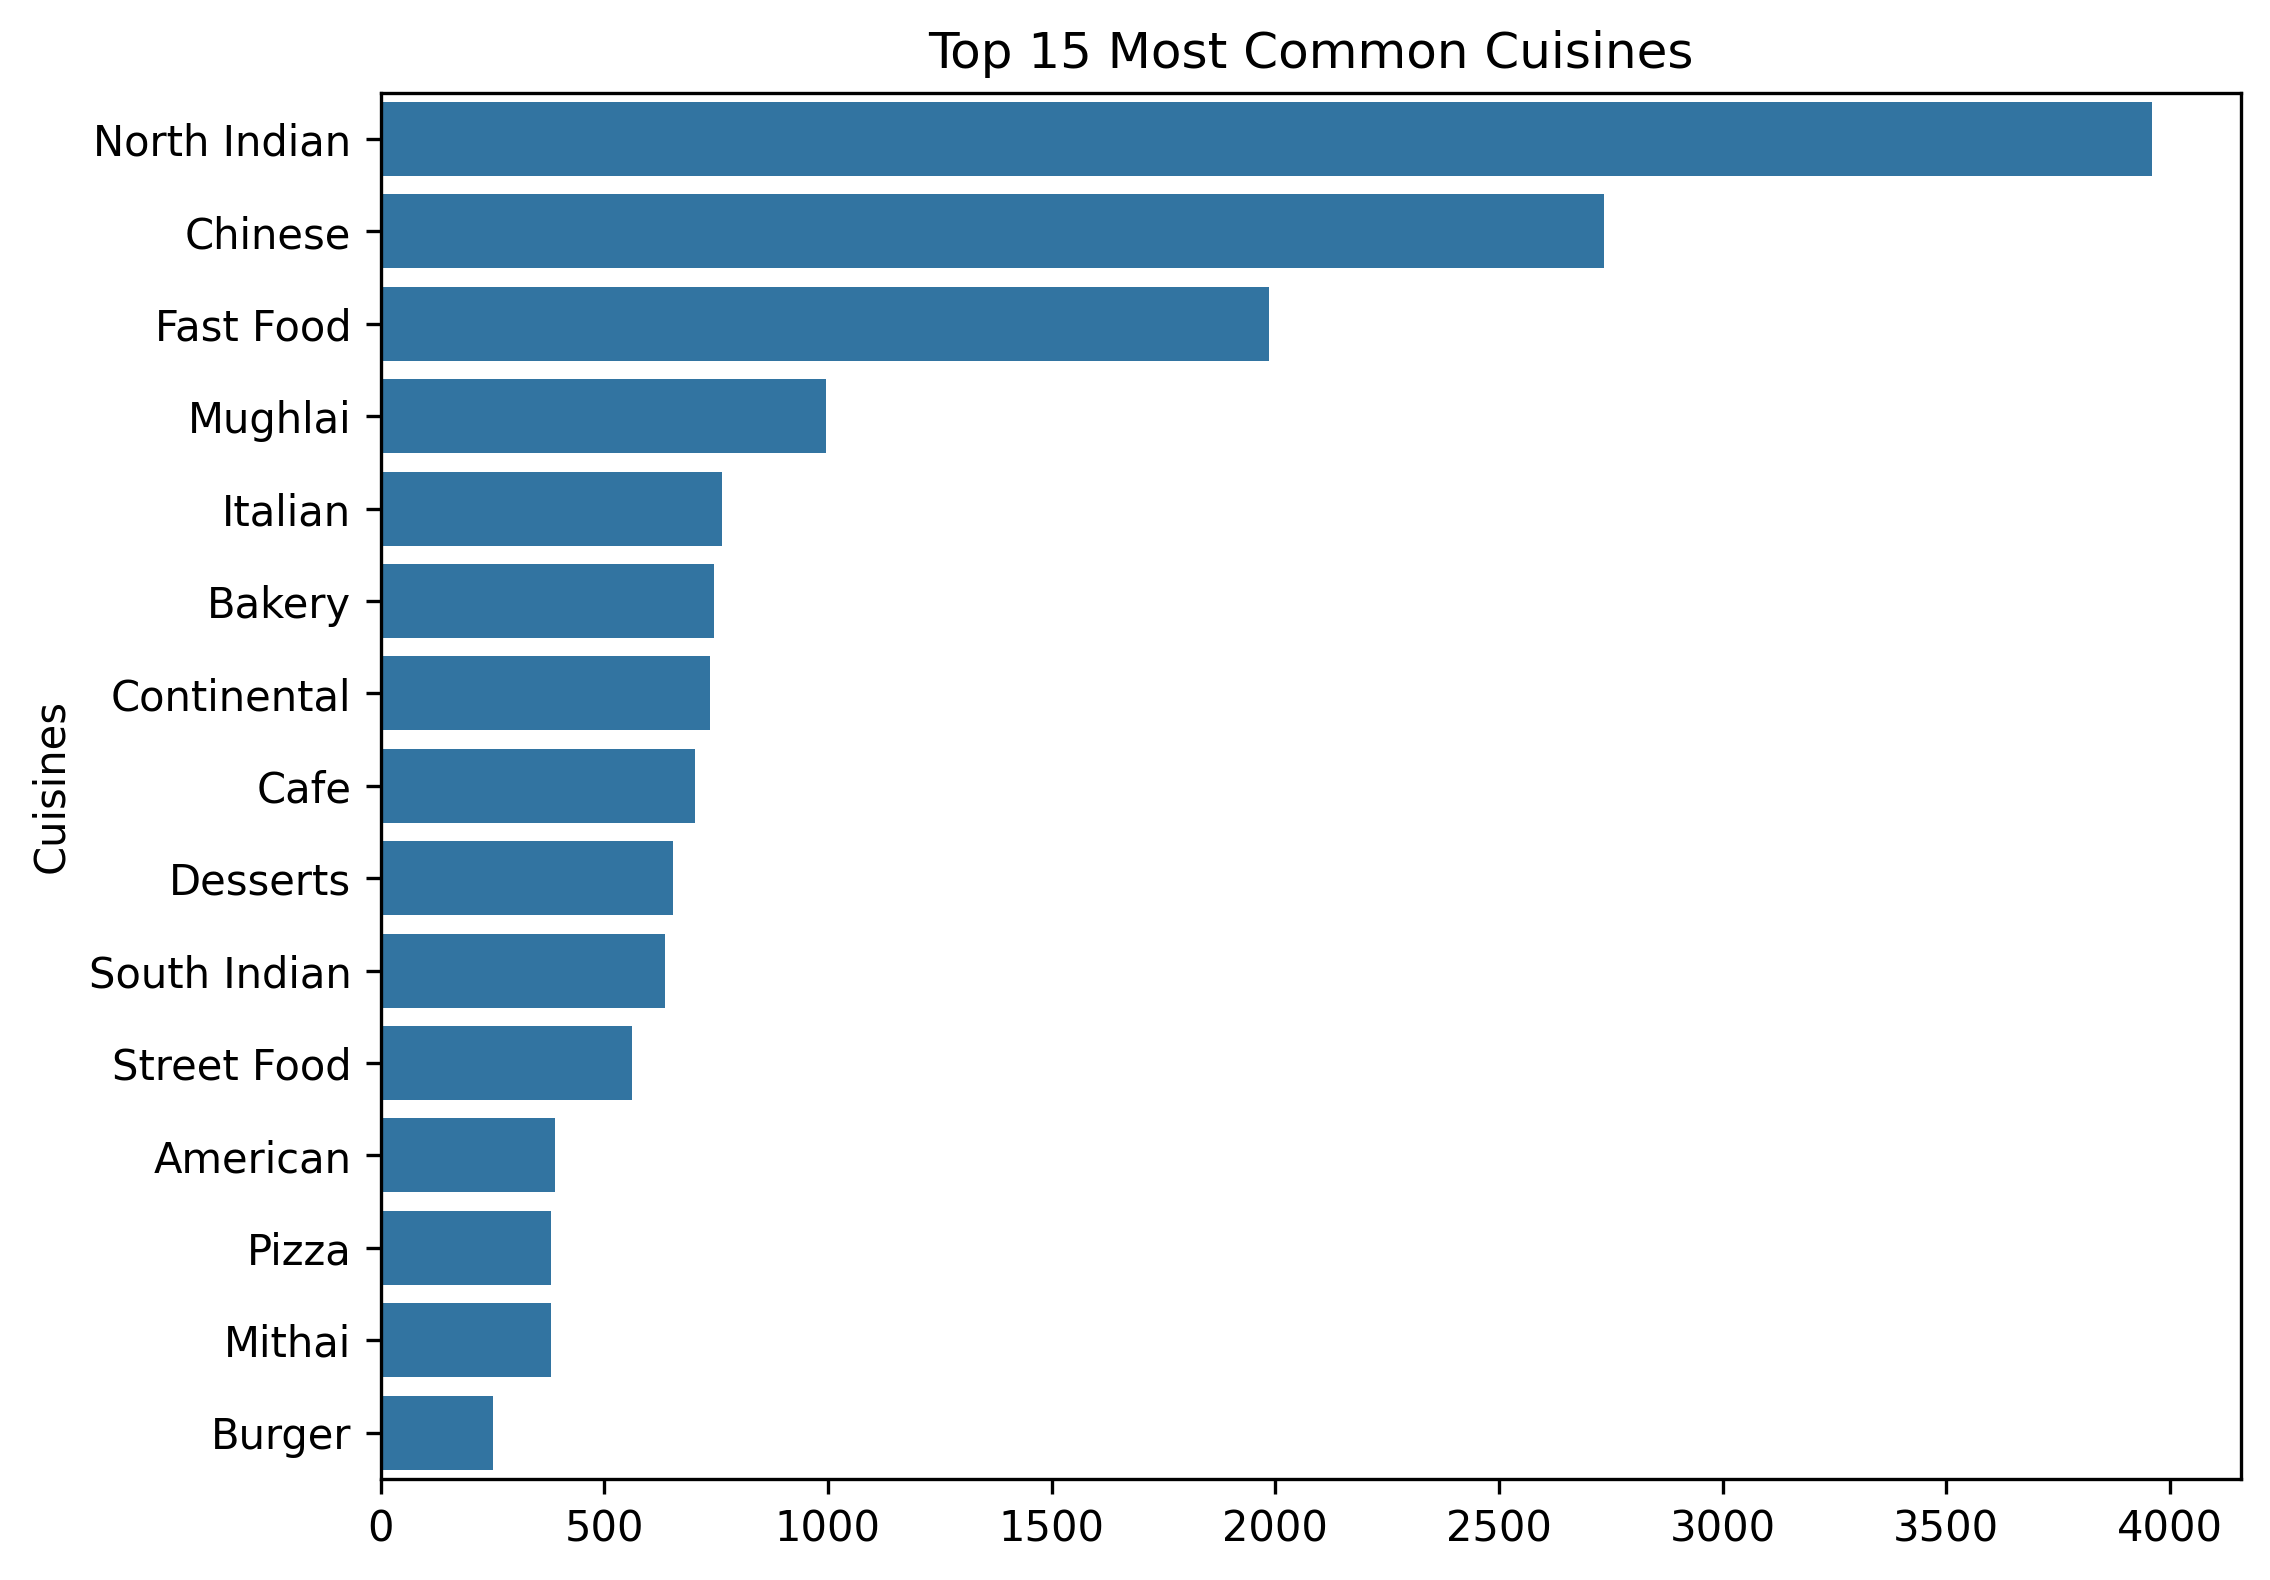 Top 15 Most Common Cuisines
North Indian
Chinese
Fast Food
Mughlai
Italian
Bakery
Continental
Cafe
Desserts
South Indian
Street Food
American
Pizza
Mithai
Burger
Cuisines
0 500 1000 1500 2000 2500 3000 3500 4000